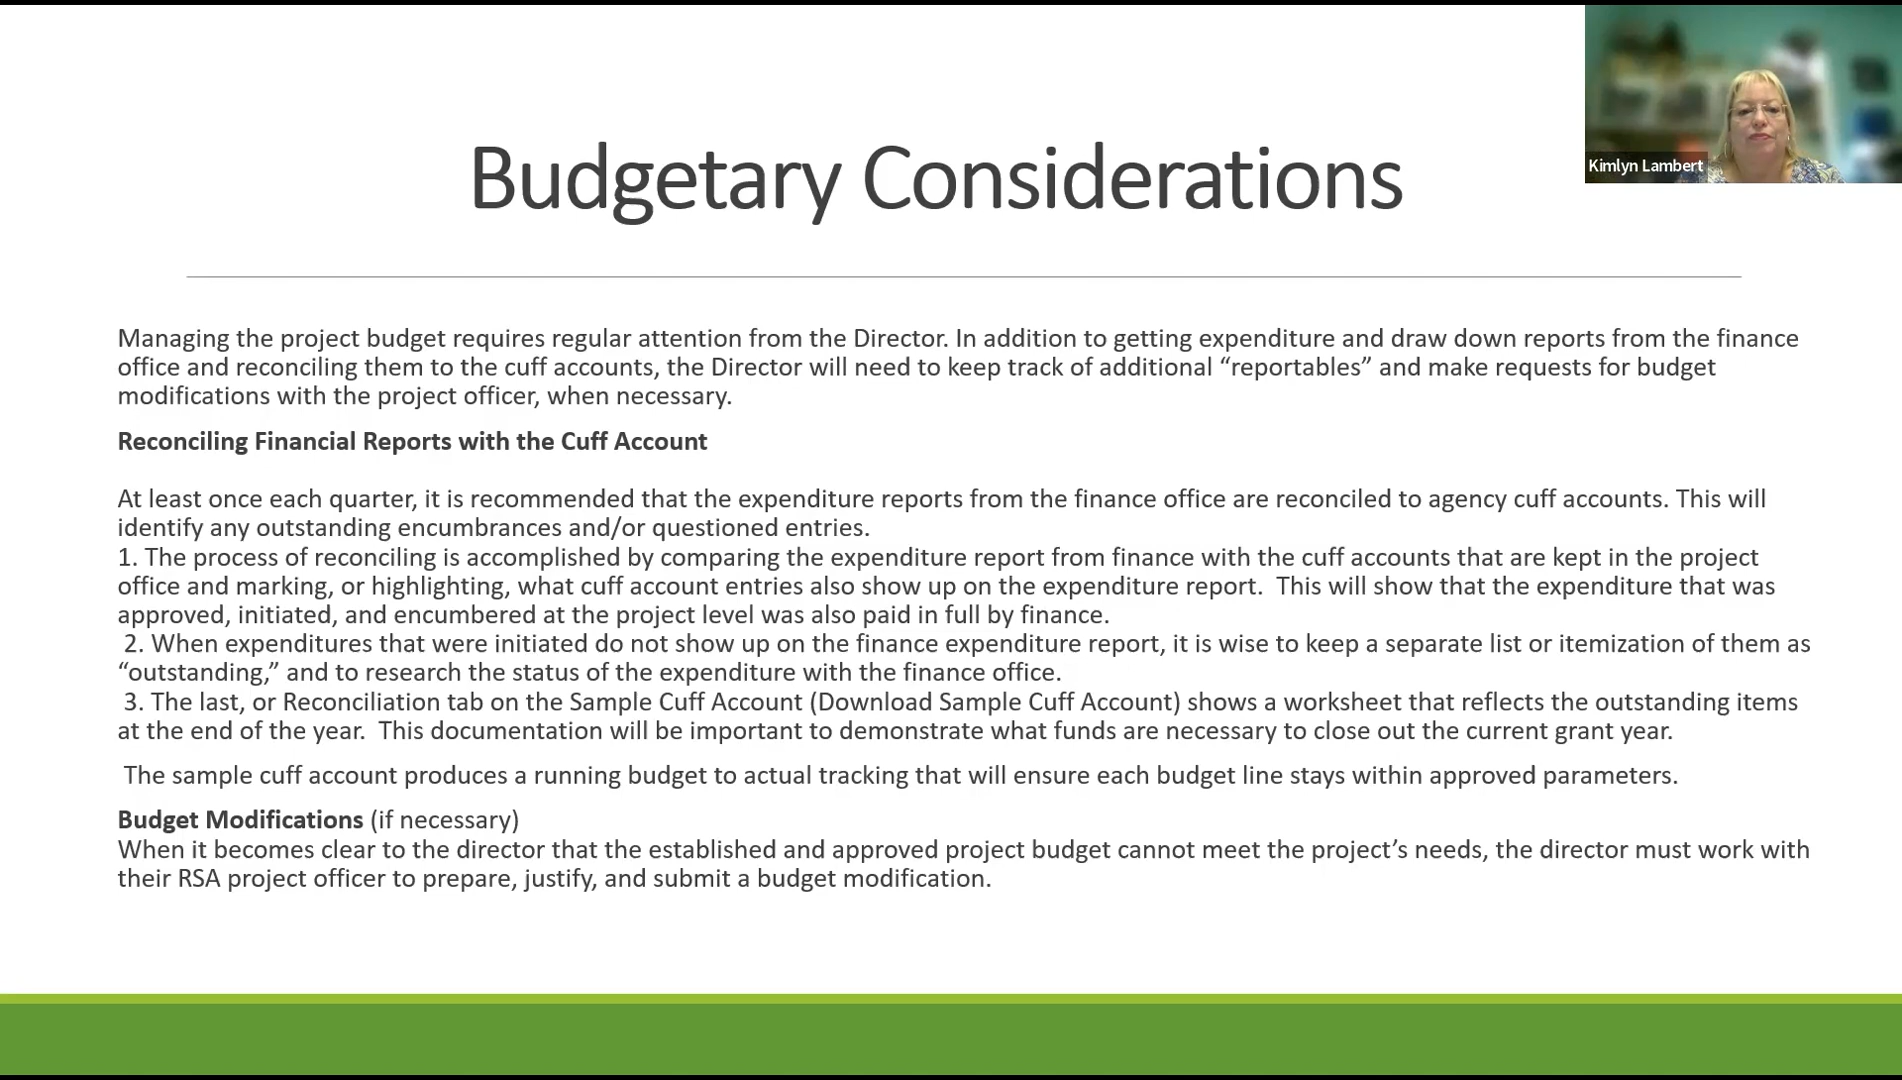 Kimlyn Lambert
Budgetary Considerations
Managing the project budget requires regular attention from the Director. In addition to getting expenditure and draw down reports from the finance
office and reconciling them to the cuff accounts, the Director will need to keep track of additional “reportables” and make requests for budget
modifications with the project officer, when necessary.
Reconciling Financial Reports with the Cuff Account
At least once each quarter, it is recommended that the expenditure reports from the finance office are reconciled to agency cuff accounts. This will
identify any outstanding encumbrances and/or questioned entries.
1. The process of reconciling is accomplished by comparing the expenditure report from finance with the cuff accounts that are kept in the project
office and marking, or highlighting, what cuff account entries also show up on the expenditure report.  This will show that the expenditure that was
approved, initiated, and encumbered at the project level was also paid in full by finance.
2. When expenditures that were initiated do not show up on the finance expenditure report, it is wise to keep a separate list or itemization of them as
“outstanding,” and to research the status of the expenditure with the finance office.
3. The last, or Reconciliation tab on the Sample Cuff Account (Download Sample Cuff Account) shows a worksheet that reflects the outstanding items
at the end of the year.  This documentation will be important to demonstrate what funds are necessary to close out the current grant year.
The sample cuff account produces a running budget to actual tracking that will ensure each budget line stays within approved parameters.
Budget Modifications (if necessary)
When it becomes clear to the director that the established and approved project budget cannot meet the project’s needs, the director must work with
their RSA project officer to prepare, justify, and submit a budget modification.